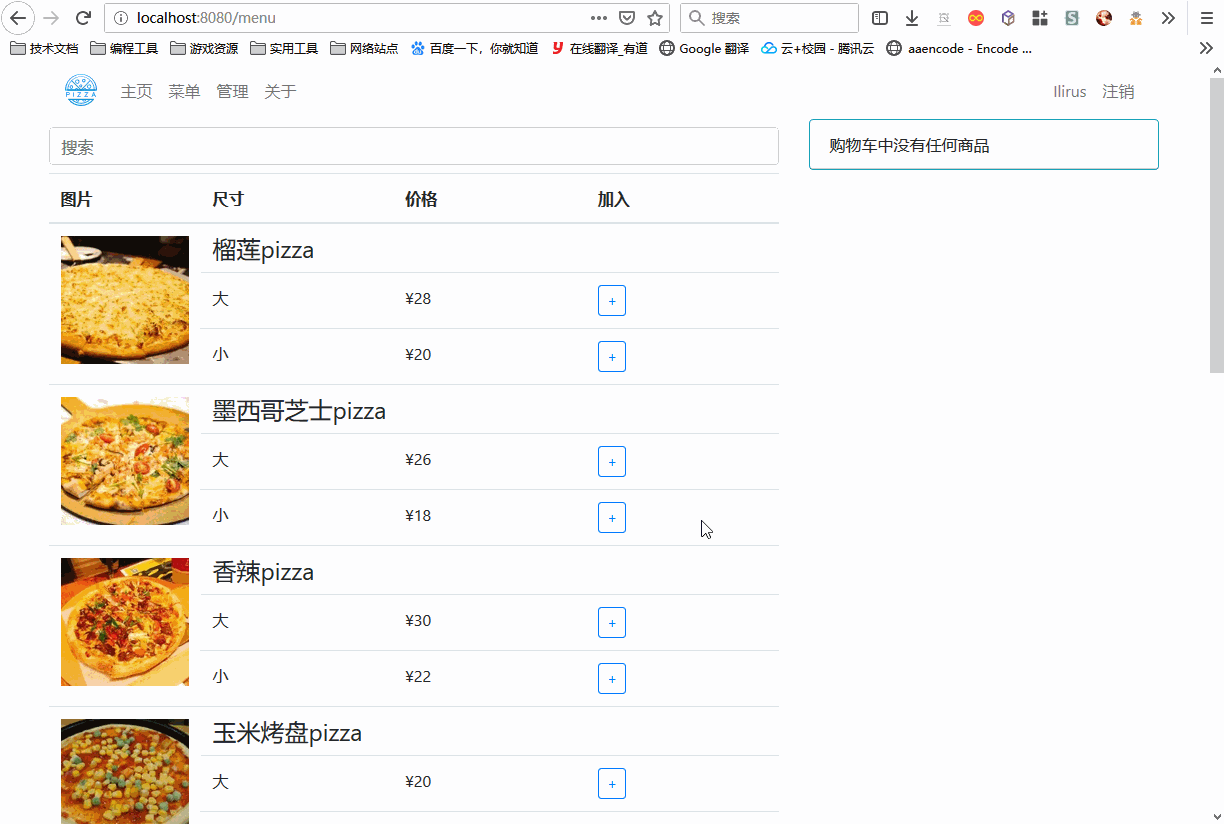 localhost:8080/menu
搜索
技术文档 编程工具 游戏资源 实用工具 网络站点 百度一下，你就知道 在线翻译_有道 Google 翻译 云+校园 - 腾讯云 aaencode - Encode ...
PIZZA 主页 菜单 管理 关于 Ilirus 注销
搜索
购物车中没有任何商品
图片 尺寸 价格 加入
榴莲pizza
大 ¥28 +
小 ¥20 +
墨西哥芝士pizza
大 ¥26 +
小 ¥18 +
香辣pizza
大 ¥30 +
小 ¥22 +
玉米烤盘pizza
大 ¥20 +